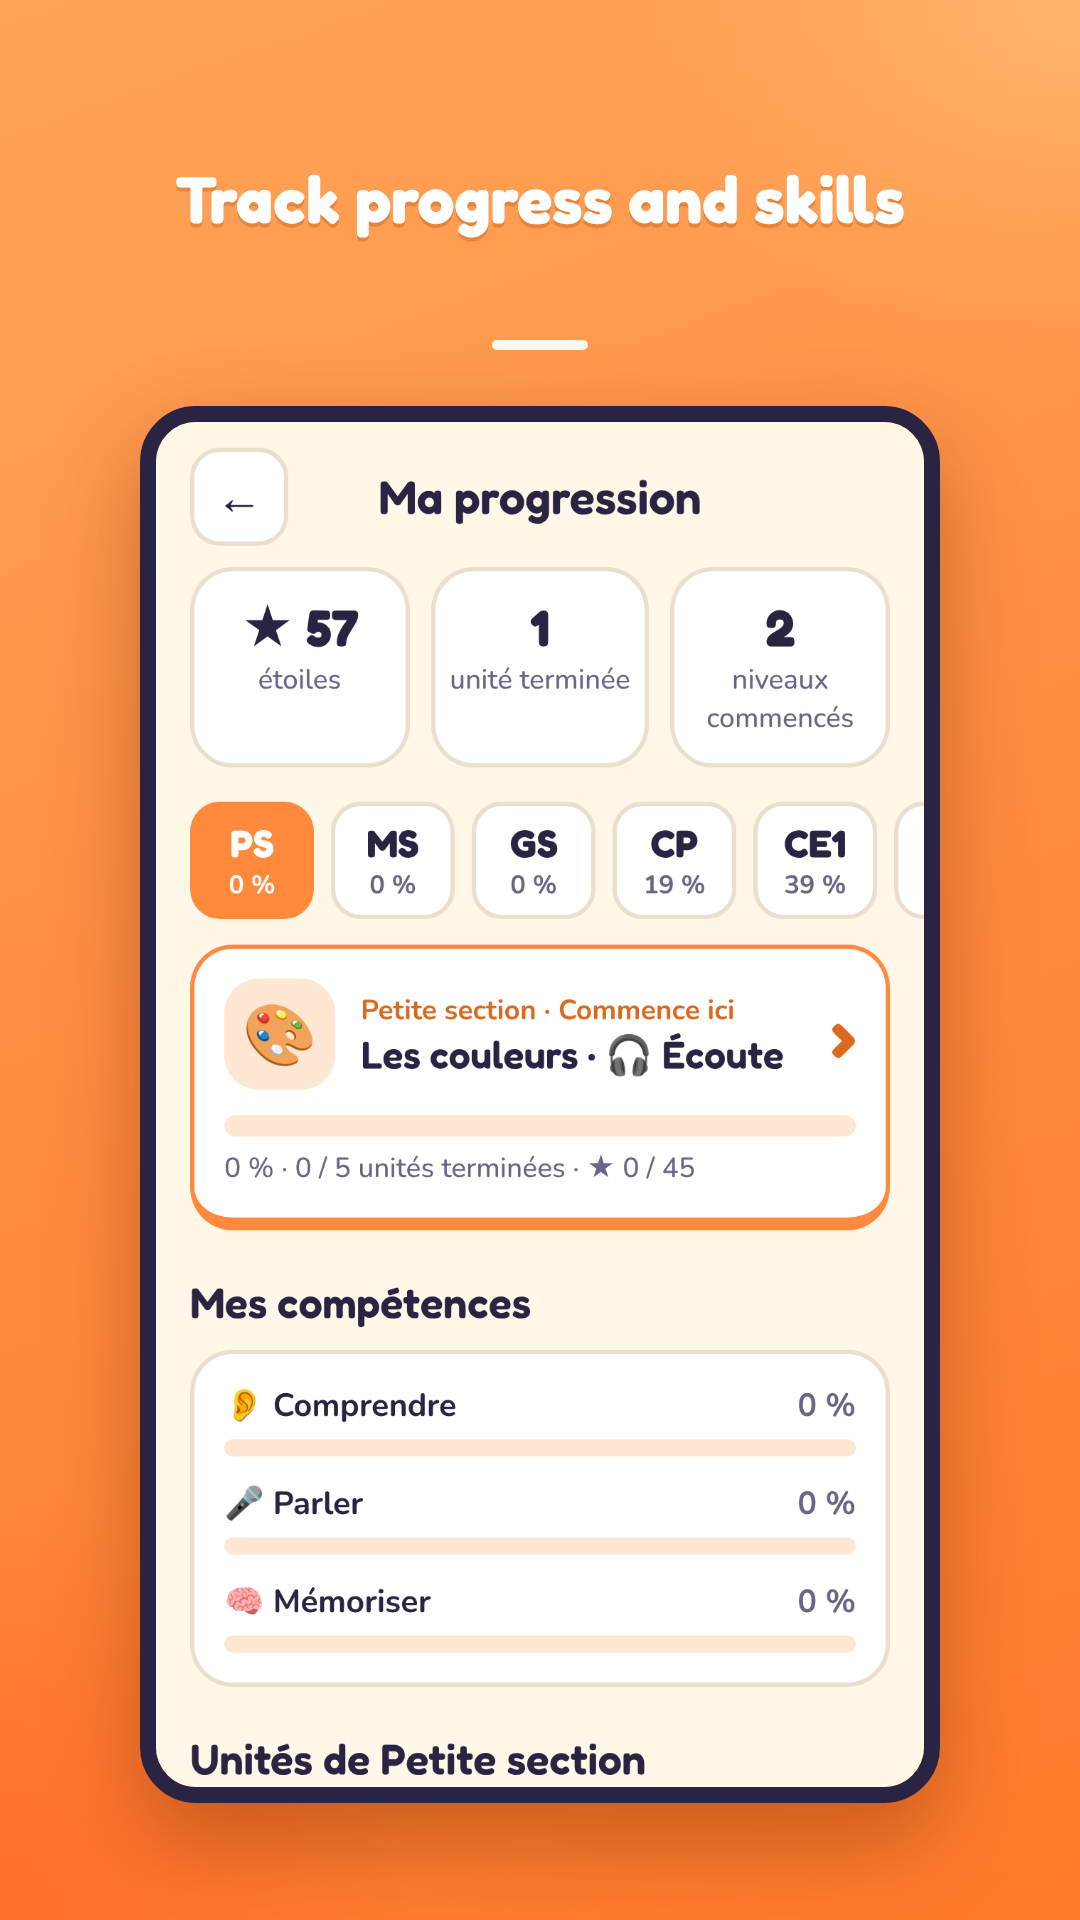 Track progress and skills
←
Ma progression
★ 57
étoiles
1
unité terminée
2
niveaux
commencés
PS
0 %
MS
0 %
GS
0 %
CP
19 %
CE1
39 %
Petite section · Commence ici
Les couleurs · 🎧 Écoute
0 % · 0 / 5 unités terminées · ★ 0 / 45
Mes compétences
👂 Comprendre 0 %
🎤 Parler 0 %
🧠 Mémoriser 0 %
Unités de Petite section